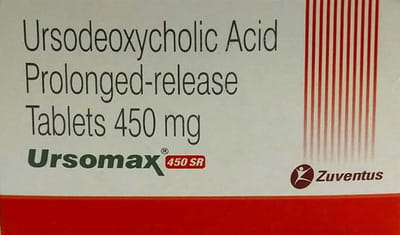 Ursodeoxycholic Acid
Prolonged-release
Tablets 450 mg
Ursomax® 450 SR
Zuventus